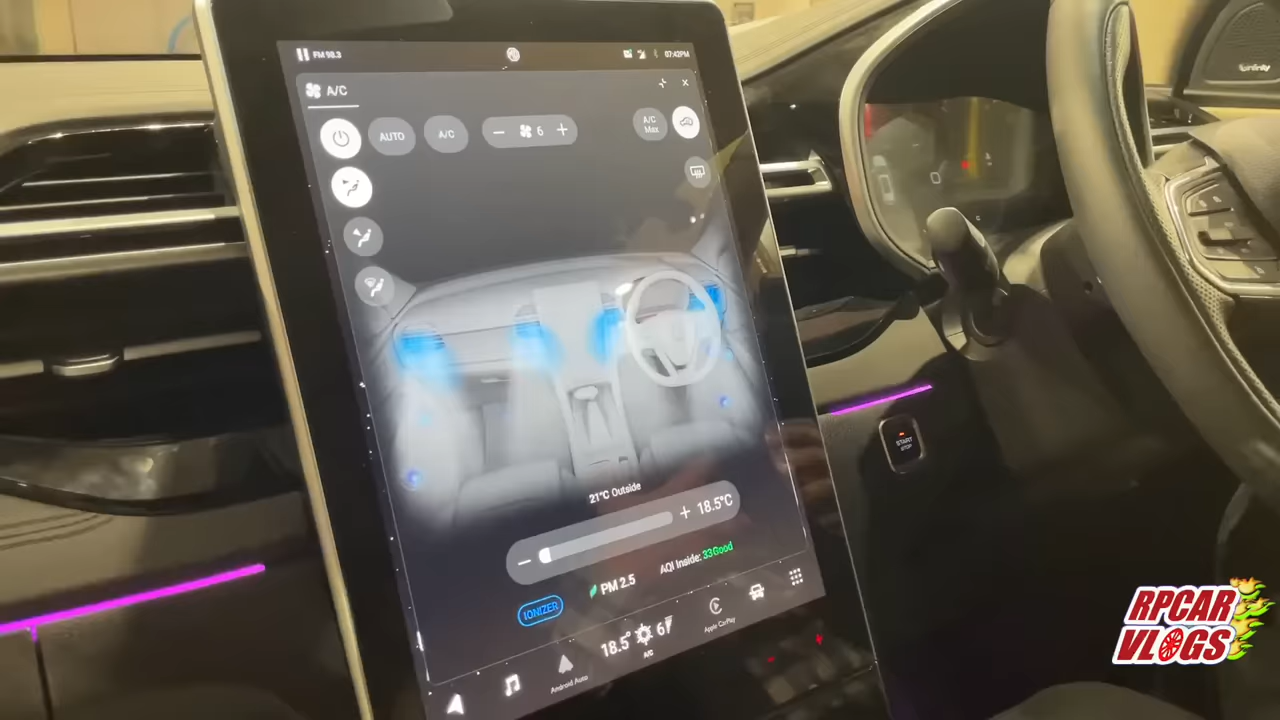 FM 98.3
07:42PM
A/C
AUTO
A/C
− 6 +
A/C
Max
21°C Outside
− + 18.5°C
AQI Inside: 33Good
PM 2.5
IONIZER
18.5° 6
A/C
Android Auto
Apple CarPlay
START
STOP
Infinity
RPCAR
VLOGS